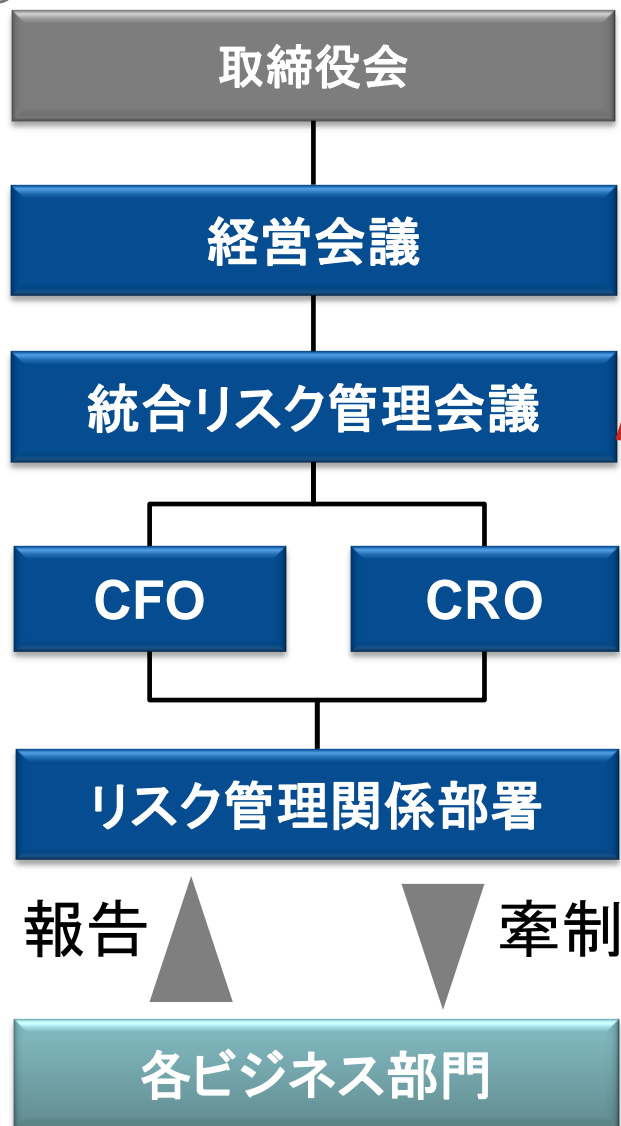 取締役会
経営会議
統合リスク管理会議
CFO
CRO
リスク管理関係部署
報告
牽制
各ビジネス部門